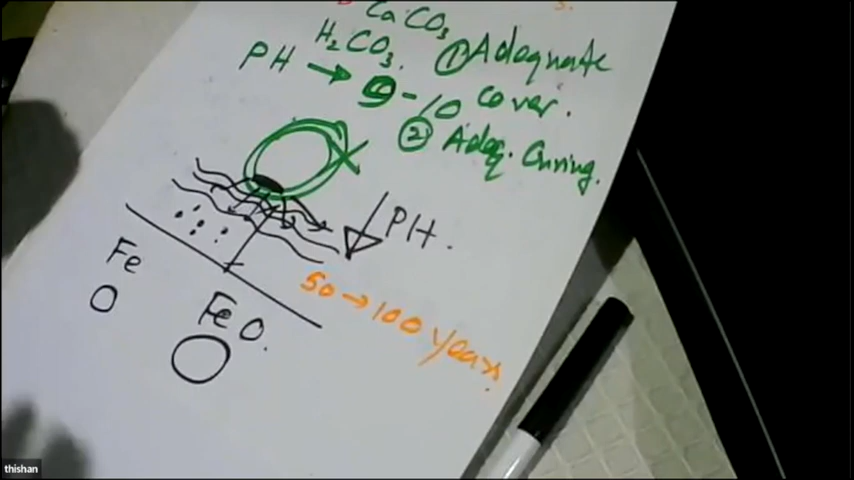 CaCO3
H2CO3.
PH → 9-10
① Adequate
cover.
② Adeq. Curing.
PH.
Fe
FeO.
50 → 100 years.
thishan